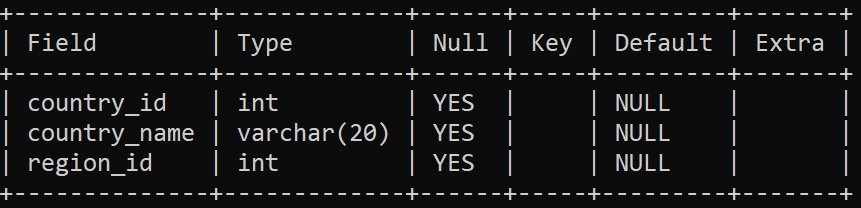 +--------------+-------------+------+-----+---------+-------+
| Field        | Type        | Null | Key | Default | Extra |
+--------------+-------------+------+-----+---------+-------+
| country_id   | int         | YES  |     | NULL    |       |
| country_name | varchar(20) | YES  |     | NULL    |       |
| region_id    | int         | YES  |     | NULL    |       |
+--------------+-------------+------+-----+---------+-------+